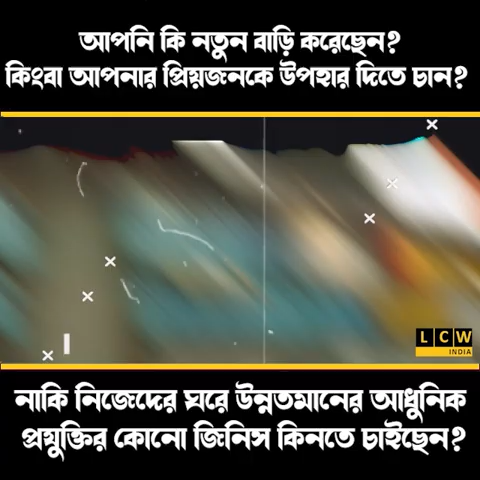 আপনি কি নতুন বাড়ি করেছেন?
কিংবা আপনার প্রিয়জনকে উপহার দিতে চান?
LCW
INDIA
নাকি নিজেদের ঘরে উন্নতমানের আধুনিক
প্রযুক্তির কোনো জিনিস কিনতে চাইছেন?